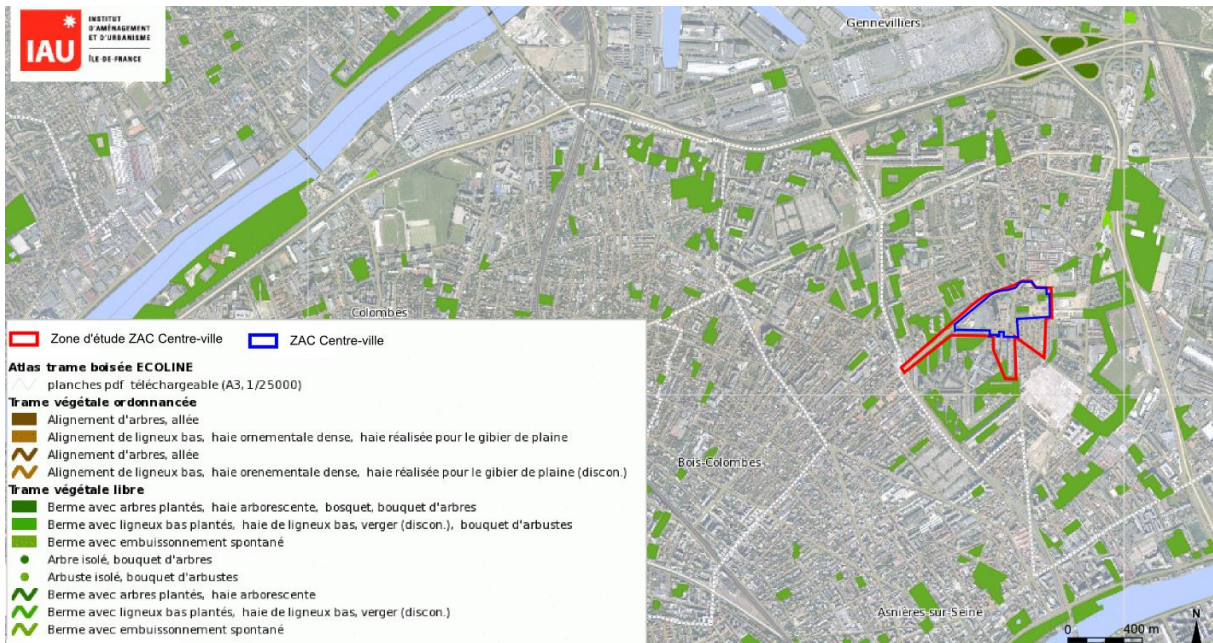 IAU
INSTITUT
D'AMÉNAGEMENT
ET D'URBANISME
ÎLE-DE-FRANCE
Gennevilliers
Colombes
Zone d'étude ZAC Centre-ville
ZAC Centre-ville
Atlas trame boisée ECOLINE
planches pdf téléchargeable (A3, 1/25000)
Trame végétale ordonnancée
Alignement d'arbres, allée
Alignement de ligneux bas, haie ornementale dense, haie réalisée pour le gibier de plaine
Alignement d'arbres, allée
Alignement de ligneux bas, haie orenementale dense, haie réalisée pour le gibier de plaine (discon.)
Trame végétale libre
Berme avec arbres plantés, haie arborescente, bosquet, bouquet d'arbres
Berme avec ligneux bas plantés, haie de ligneux bas, verger (discon.), bouquet d'arbustes
Berme avec embuissonnement spontané
Arbre isolé, bouquet d'arbres
Arbuste isolé, bouquet d'arbustes
Berme avec arbres plantés, haie arborescente
Berme avec ligneux bas plantés, haie de ligneux bas, verger (discon.)
Berme avec embuissonnement spontané
Bois-Colombes
Asnières-sur-Seine
0 400 m
N